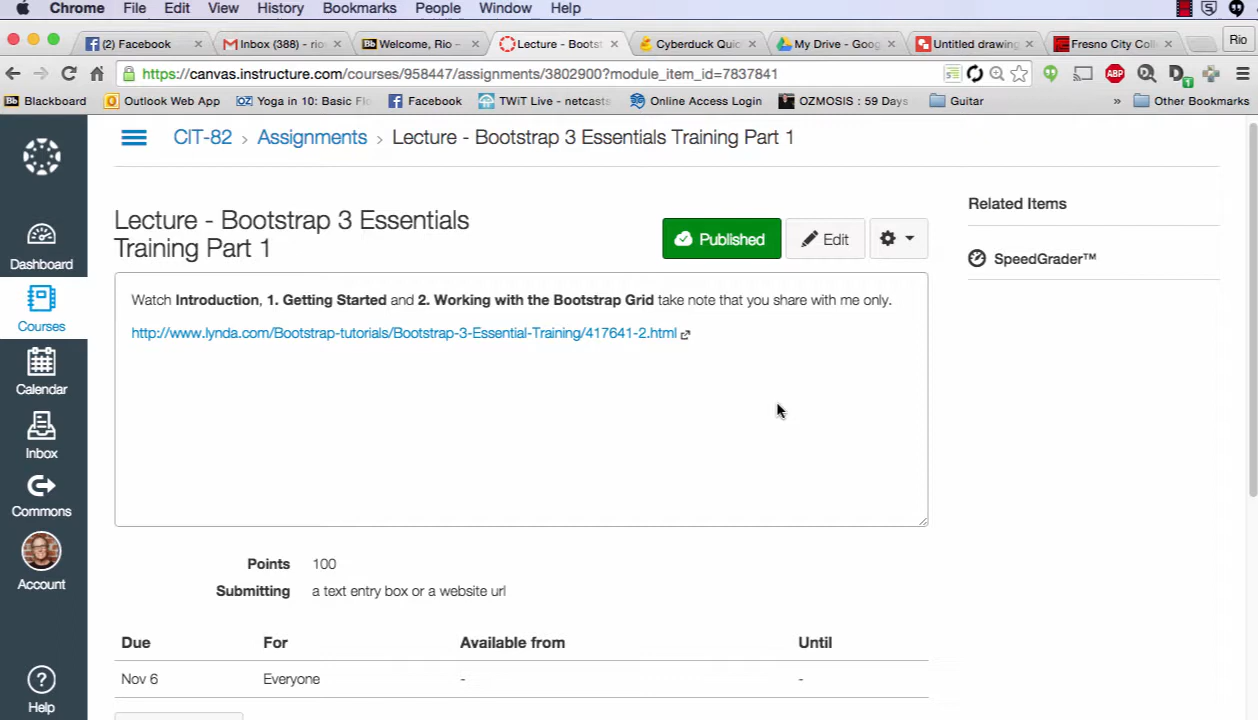 Chrome File Edit View History Bookmarks People Window Help
(2) Facebook Inbox (388) - rio Welcome, Rio – Lecture - Bootst Cyberduck Quic My Drive - Goog Untitled drawing Fresno City Coll Rio
https://canvas.instructure.com/courses/958447/assignments/3802900?module_item_id=7837841
Blackboard Outlook Web App Yoga in 10: Basic Fl Facebook TWiT Live - netcasts Online Access Login OZMOSIS : 59 Days Guitar » Other Bookmarks
CIT-82 › Assignments › Lecture - Bootstrap 3 Essentials Training Part 1
Lecture - Bootstrap 3 Essentials
Training Part 1
Published Edit
Related Items
SpeedGrader™
Watch Introduction, 1. Getting Started and 2. Working with the Bootstrap Grid take note that you share with me only.
http://www.lynda.com/Bootstrap-tutorials/Bootstrap-3-Essential-Training/417641-2.html
Points 100
Submitting a text entry box or a website url
Due For Available from Until
Nov 6 Everyone - -
Dashboard
Courses
Calendar
Inbox
Commons
Account
Help